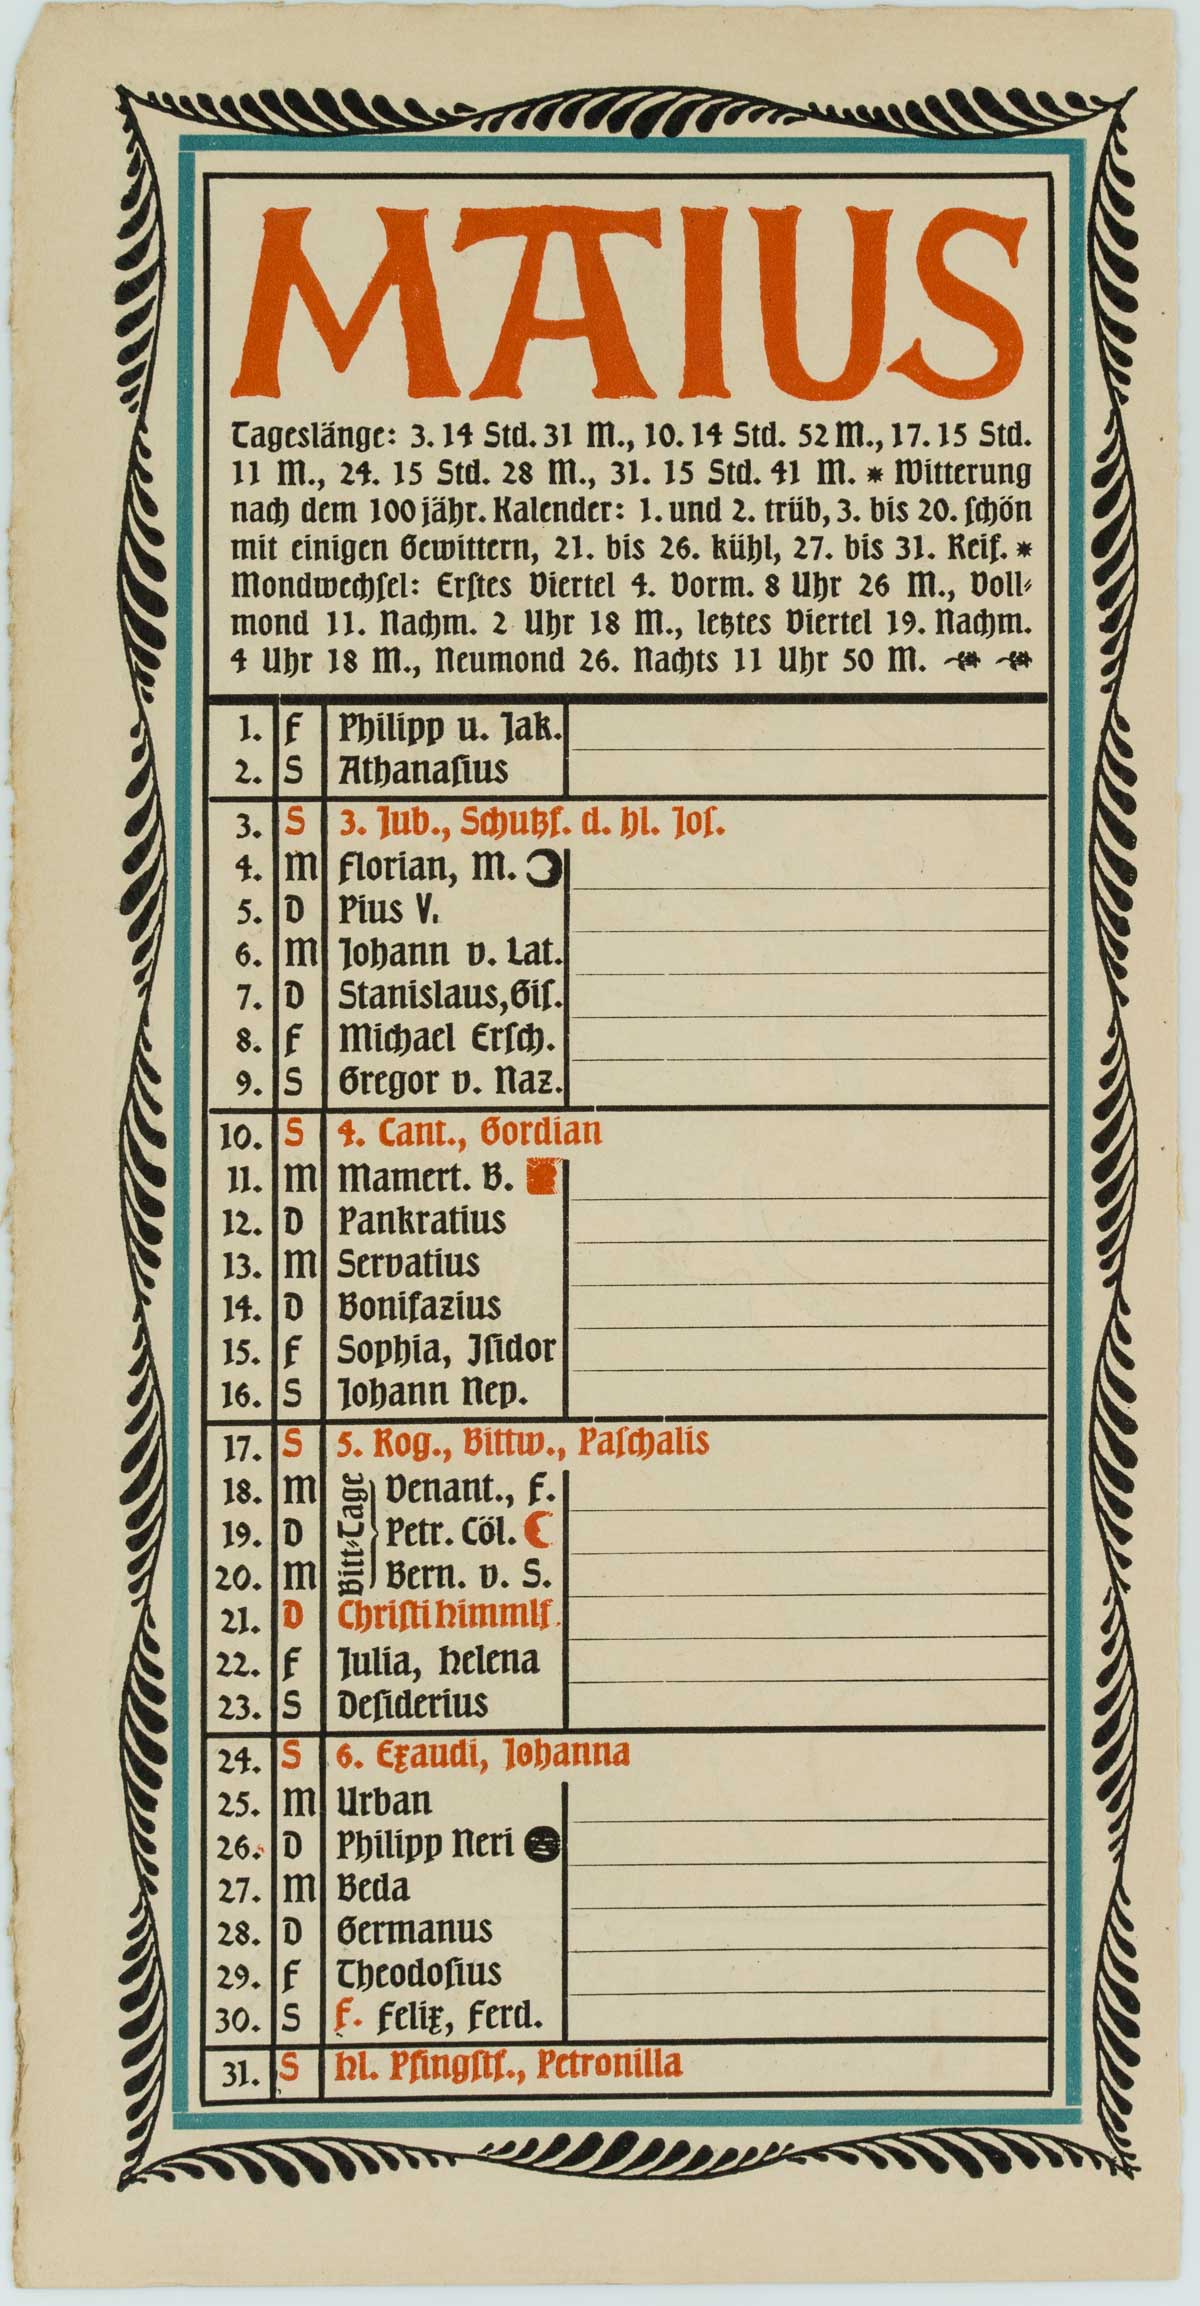 MAIUS
Tageslänge: 3. 14 Std. 31 M., 10. 14 Std. 52 M., 17. 15 Std.
11 M., 24. 15 Std. 28 M., 31. 15 Std. 41 M. * Witterung
nach dem 100 jähr. Kalender: 1. und 2. trüb, 3. bis 20. schön
mit einigen Gewittern, 21. bis 26. kühl, 27. bis 31. Reif. *
Mondwechsel: Erstes Viertel 4. Vorm. 8 Uhr 26 M., Voll-
mond 11. Nachm. 2 Uhr 18 M., letztes Viertel 19. Nachm.
4 Uhr 18 M., Neumond 26. Nachts 11 Uhr 50 M.
1. F Philipp u. Jak.
2. S Athanasius
3. S 3. Jub., Schutzf. d. hl. Jos.
4. M Florian, M.
5. D Pius V.
6. M Johann v. Lat.
7. D Stanislaus, Gis.
8. F Michael Ersch.
9. S Gregor v. Naz.
10. S 4. Cant., Gordian
11. M Mamert. B.
12. D Pankratius
13. M Servatius
14. D Bonifazius
15. F Sophia, Isidor
16. S Johann Nep.
17. S 5. Rog., Bittw., Paschalis
Bitt-Tage
18. M Venant., F.
19. D Petr. Cöl.
20. M Bern. v. S.
21. D Christi Himmlf.
22. F Julia, Helena
23. S Desiderius
24. S 6. Exaudi, Johanna
25. M Urban
26. D Philipp Neri
27. M Beda
28. D Germanus
29. F Theodosius
30. S F. Felix, Ferd.
31. S Hl. Pfingstf., Petronilla